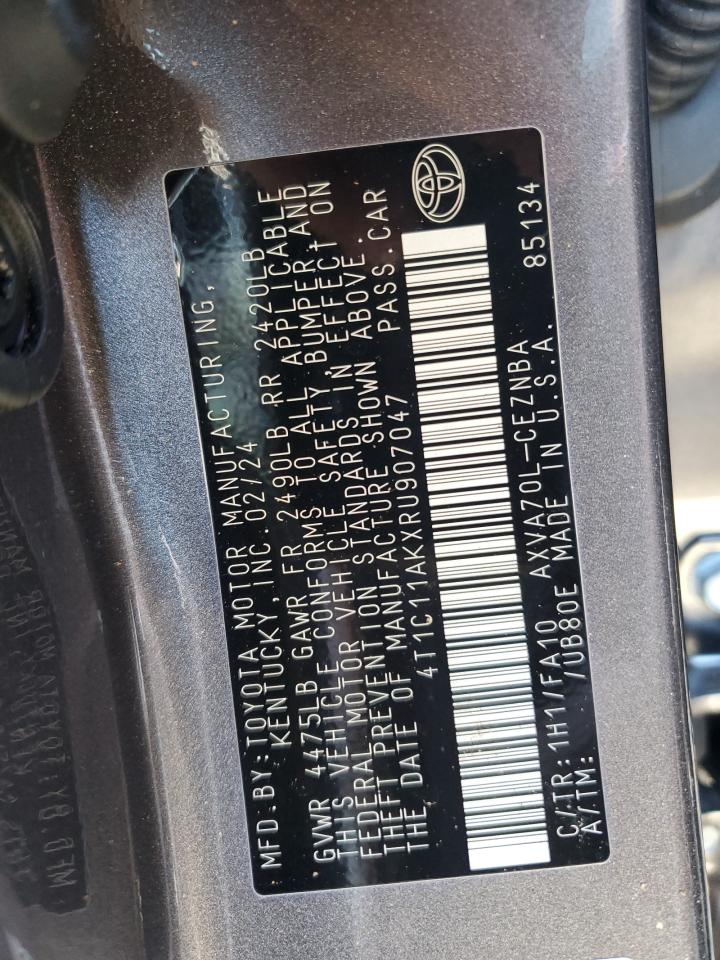 MFD.BY:TOYOTA MOTOR MANUFACTURING,
KENTUCKY, INC 02/24
GVWR 4475LB GAWR FR 2490LB RR 2420LB
THIS VEHICLE CONFORMS TO ALL APPLICABLE
FEDERAL MOTOR VEHICLE SAFETY, BUMPER, AND
THEFT PREVENTION STANDARDS IN EFFECT ON
THE DATE OF MANUFACTURE SHOWN ABOVE.
4T1C11AKXRU907047 PASS.CAR
C/TR:1H1/FA10 AXVA70L-CEZNBA 85134
A/TM: /UB80E MADE IN U.S.A.